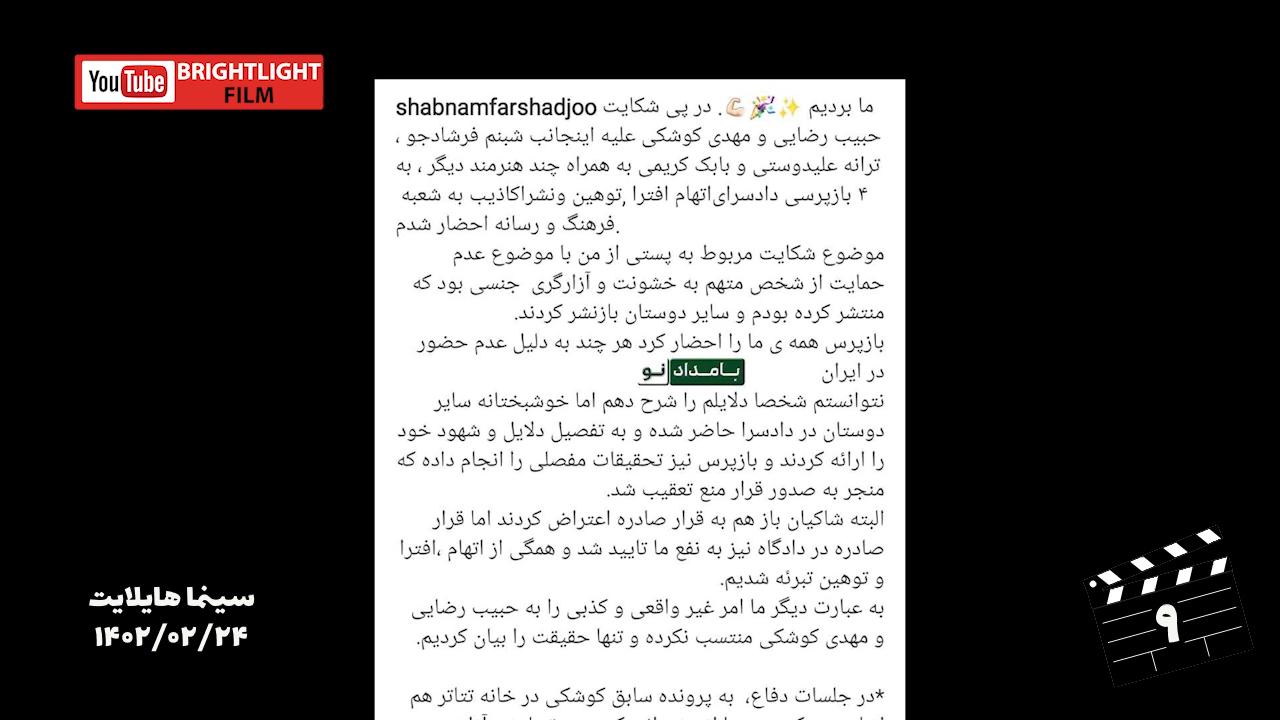 YouTube BRIGHTLIGHT
FILM
shabnamfarshadjoo ما بردیم ✨🎉💪🏻. در پی شکایت
حبیب رضایی و مهدی کوشکی علیه اینجانب شبنم فرشادجو ،
ترانه علیدوستی و بابک کریمی به همراه چند هنرمند دیگر ، به
۴ بازپرسی دادسرای‌اتهام افترا ,توهین ونشراکاذیب به شعبه
.فرهنگ و رسانه احضار شدم
موضوع شکایت مربوط به پستی از من با موضوع عدم
حمایت از شخص متهم به خشونت و آزارگری جنسی بود که
منتشر کرده بودم و سایر دوستان بازنشر کردند.
بازپرس همه ی ما را احضار کرد هر چند به دلیل عدم حضور
در ایران
بامداد نو
نتوانستم شخصا دلایلم را شرح دهم اما خوشبختانه سایر
دوستان در دادسرا حاضر شده و به تفصیل دلایل و شهود خود
را ارائه کردند و بازپرس نیز تحقیقات مفصلی را انجام داده که
منجر به صدور قرار منع تعقیب شد.
البته شاکیان باز هم به قرار صادره اعتراض کردند اما قرار
صادره در دادگاه نیز به نفع ما تایید شد و همگی از اتهام ،افترا
و توهین تبرئه شدیم.
به عبارت دیگر ما امر غیر واقعی و کذبی را به حبیب رضایی
و مهدی کوشکی منتسب نکرده و تنها حقیقت را بیان کردیم.
*در جلسات دفاع، به پرونده سابق کوشکی در خانه تتاتر هم
سینما هایلایت
۱۴۰۲/۰۲/۲۴
۹